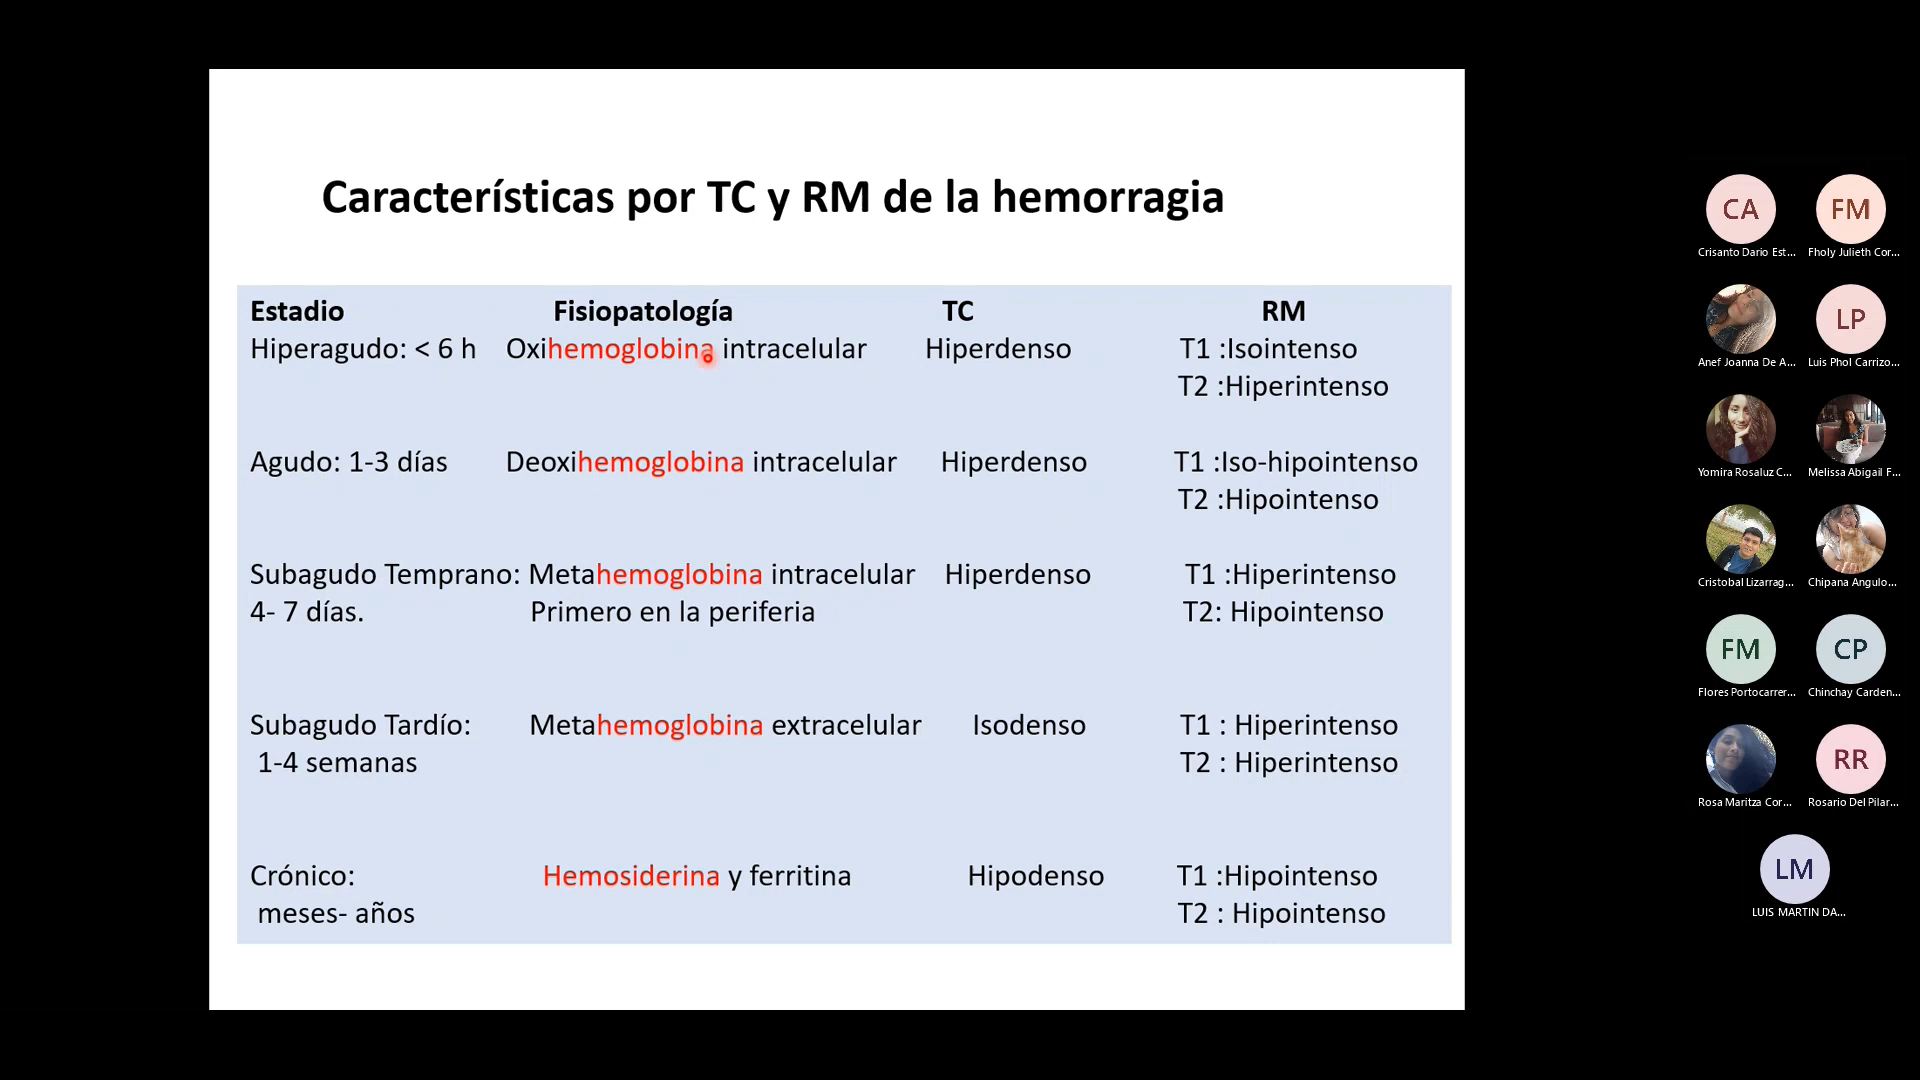 Características por TC y RM de la hemorragia
Estadio Fisiopatología TC RM
Hiperagudo: < 6 h Oxihemoglobina intracelular Hiperdenso T1 :Isointenso
T2 :Hiperintenso
Agudo: 1-3 días Deoxihemoglobina intracelular Hiperdenso T1 :Iso-hipointenso
T2 :Hipointenso
Subagudo Temprano: Metahemoglobina intracelular Hiperdenso T1 :Hiperintenso
4- 7 días. Primero en la periferia T2: Hipointenso
Subagudo Tardío: Metahemoglobina extracelular Isodenso T1 : Hiperintenso
1-4 semanas T2 : Hiperintenso
Crónico: Hemosiderina y ferritina Hipodenso T1 :Hipointenso
meses- años T2 : Hipointenso
CA FM
Crisanto Dario Est... Fholy Julieth Cor...
LP
Anef Joanna De A... Luis Phol Carrizo...
Yomira Rosaluz C... Melissa Abigail F...
Cristobal Lizarrag... Chipana Angulo...
FM CP
Flores Portocarrer... Chinchay Carden...
RR
Rosa Maritza Cor... Rosario Del Pilar...
LM
LUIS MARTIN DA...